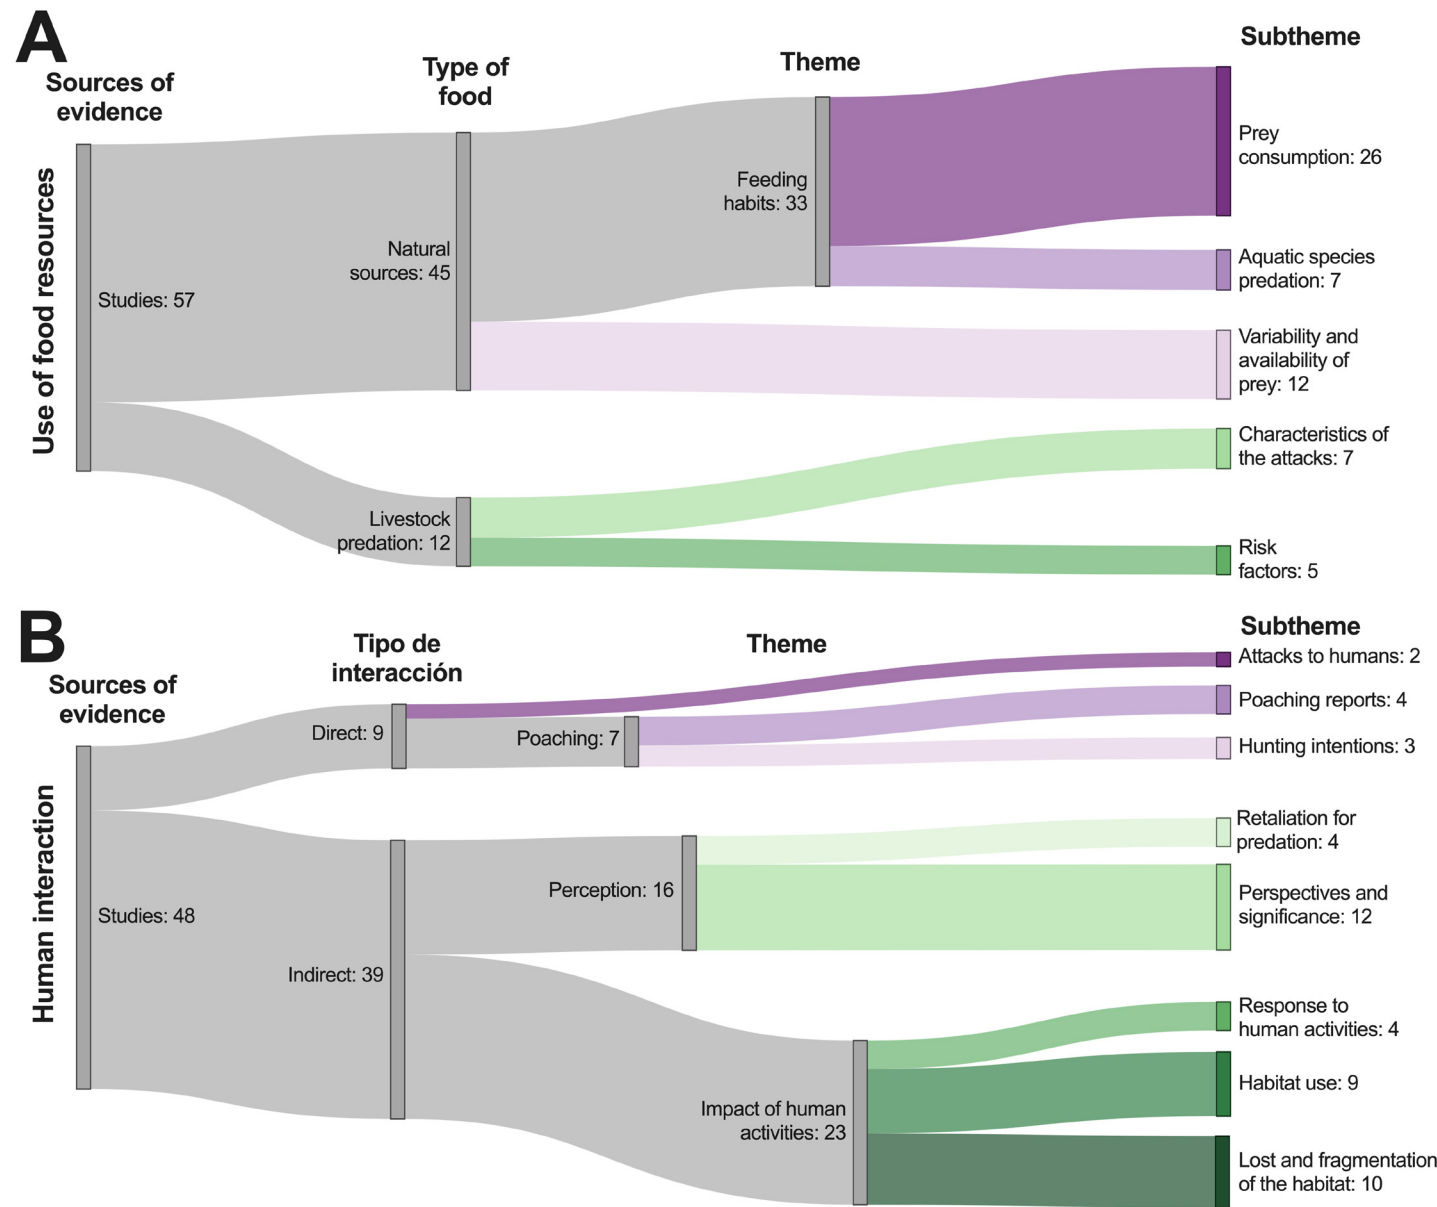 A
Sources of
evidence
Type of
food
Theme
Subtheme
Use of food resources
Studies: 57
Natural
sources: 45
Livestock
predation: 12
Feeding
habits: 33
Prey
consumption: 26
Aquatic species
predation: 7
Variability and
availability of
prey: 12
Characteristics of
the attacks: 7
Risk
factors: 5
B
Sources of
evidence
Tipo de
interacción
Theme
Subtheme
Human interaction
Studies: 48
Direct: 9
Indirect: 39
Poaching: 7
Perception: 16
Impact of human
activities: 23
Attacks to humans: 2
Poaching reports: 4
Hunting intentions: 3
Retaliation for
predation: 4
Perspectives and
significance: 12
Response to
human activities: 4
Habitat use: 9
Lost and fragmentation
of the habitat: 10